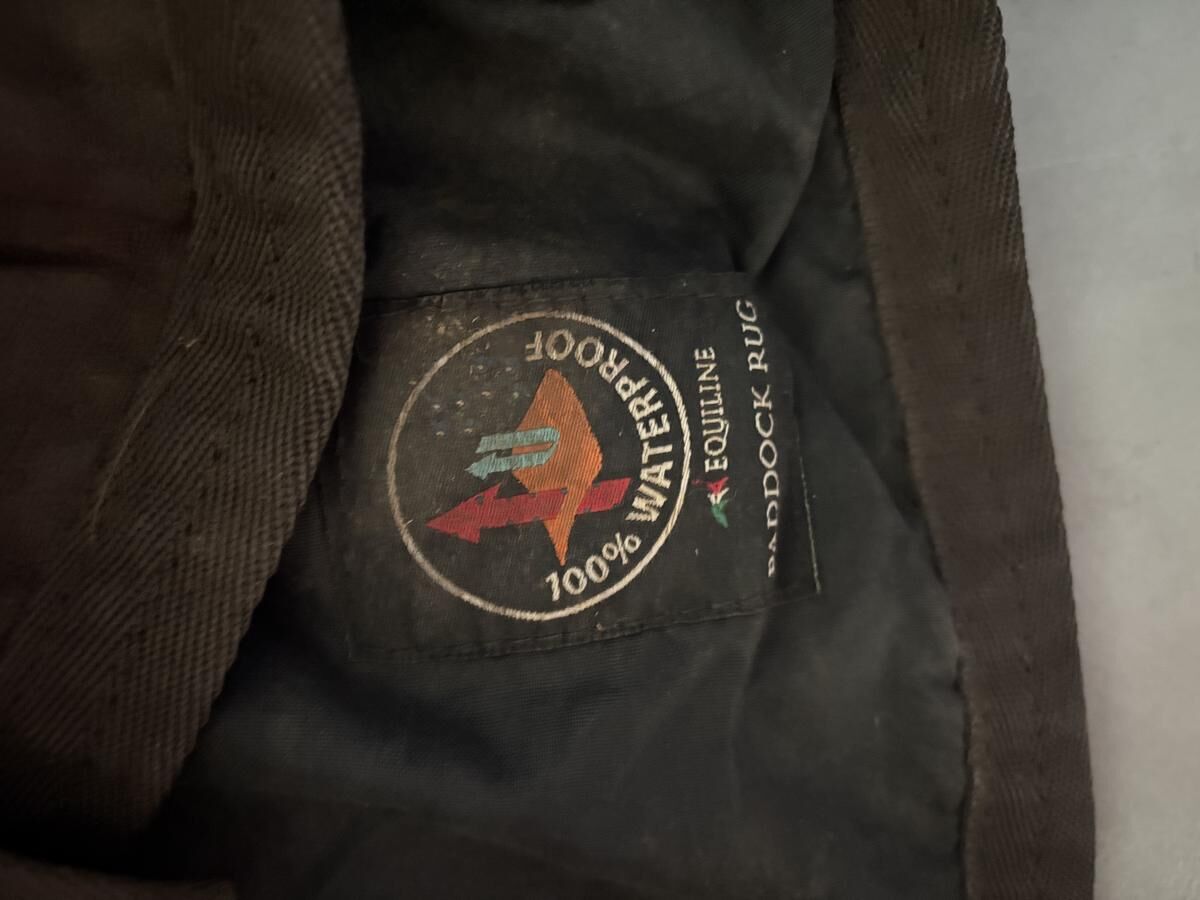 100% WATERPROOF
EQUILINE
PADDOCK RUG